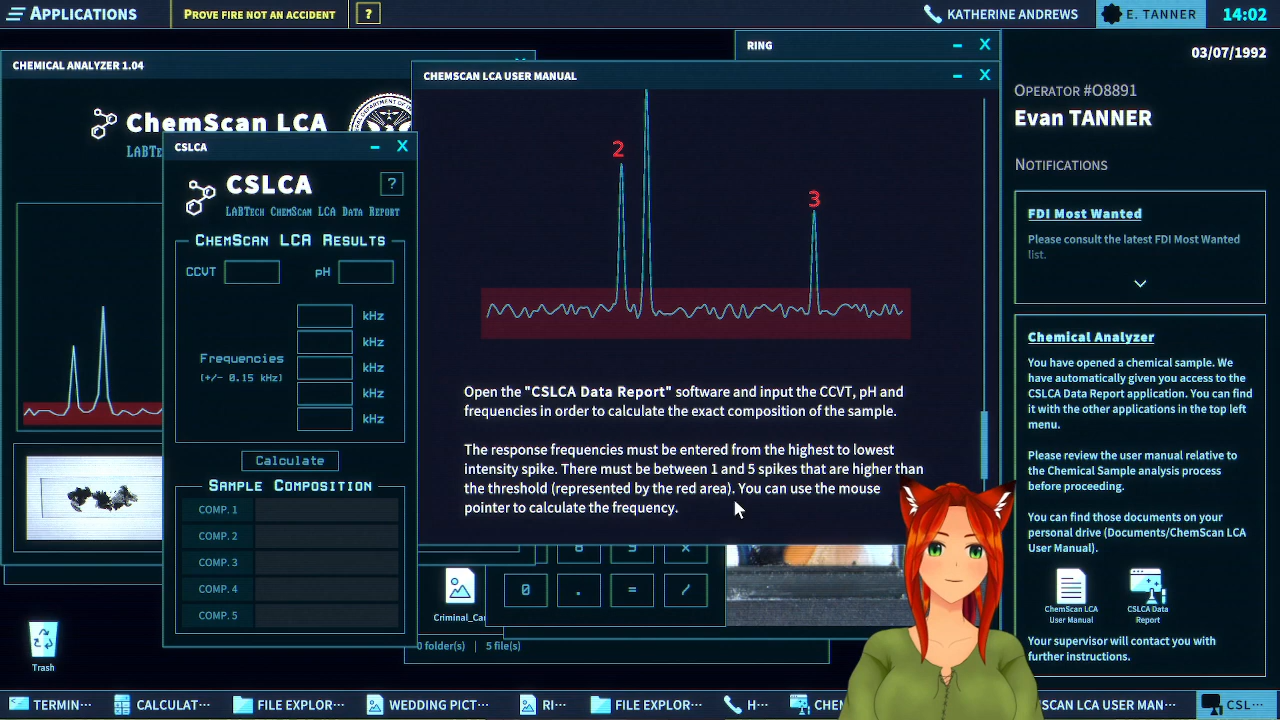 APPLICATIONS
PROVE FIRE NOT AN ACCIDENT
?
KATHERINE ANDREWS
E. TANNER
14:02
RING
CHEMICAL ANALYZER 1.04
ChemScan LCA
CHEMSCAN LCA USER MANUAL
2
3
Open the "CSLCA Data Report" software and input the CCVT, pH and
frequencies in order to calculate the exact composition of the sample.
The response frequencies must be entered from the highest to lowest
intensity spike. There must be between 1 and 5 spikes that are higher than
the threshold (represented by the red area). You can use the mouse
pointer to calculate the frequency.
CSLCA
CSLCA
?
LABTech ChemScan LCA Data Report
ChemScan LCA Results
CCVT
pH
kHz
kHz
Frequencies
kHz
(+/- 0.15 kHz)
kHz
kHz
Calculate
Sample Composition
COMP. 1
COMP. 2
COMP. 3
COMP. 4
COMP. 5
0
.
=
/
Criminal_Ca
0 folder(s) | 5 file(s)
Trash
03/07/1992
OPERATOR #O8891
Evan TANNER
NOTIFICATIONS
FDI Most Wanted
Please consult the latest FDI Most Wanted
list.
Chemical Analyzer
You have opened a chemical sample. We
have automatically given you access to the
CSLCA Data Report application. You can find
it with the other applications in the top left
menu.
Please review the user manual relative to
the Chemical Sample analysis process
before proceeding.
You can find those documents on your
personal drive (Documents/ChemScan LCA
User Manual).
ChemScan LCA
User Manual
CSLCA Data
Report
Your supervisor will contact you with
further instructions.
TERMIN···
CALCULAT···
FILE EXPLOR···
WEDDING PICT···
RI···
FILE EXPLOR···
H···
CHEM
SCAN LCA USER MAN···
CSL···